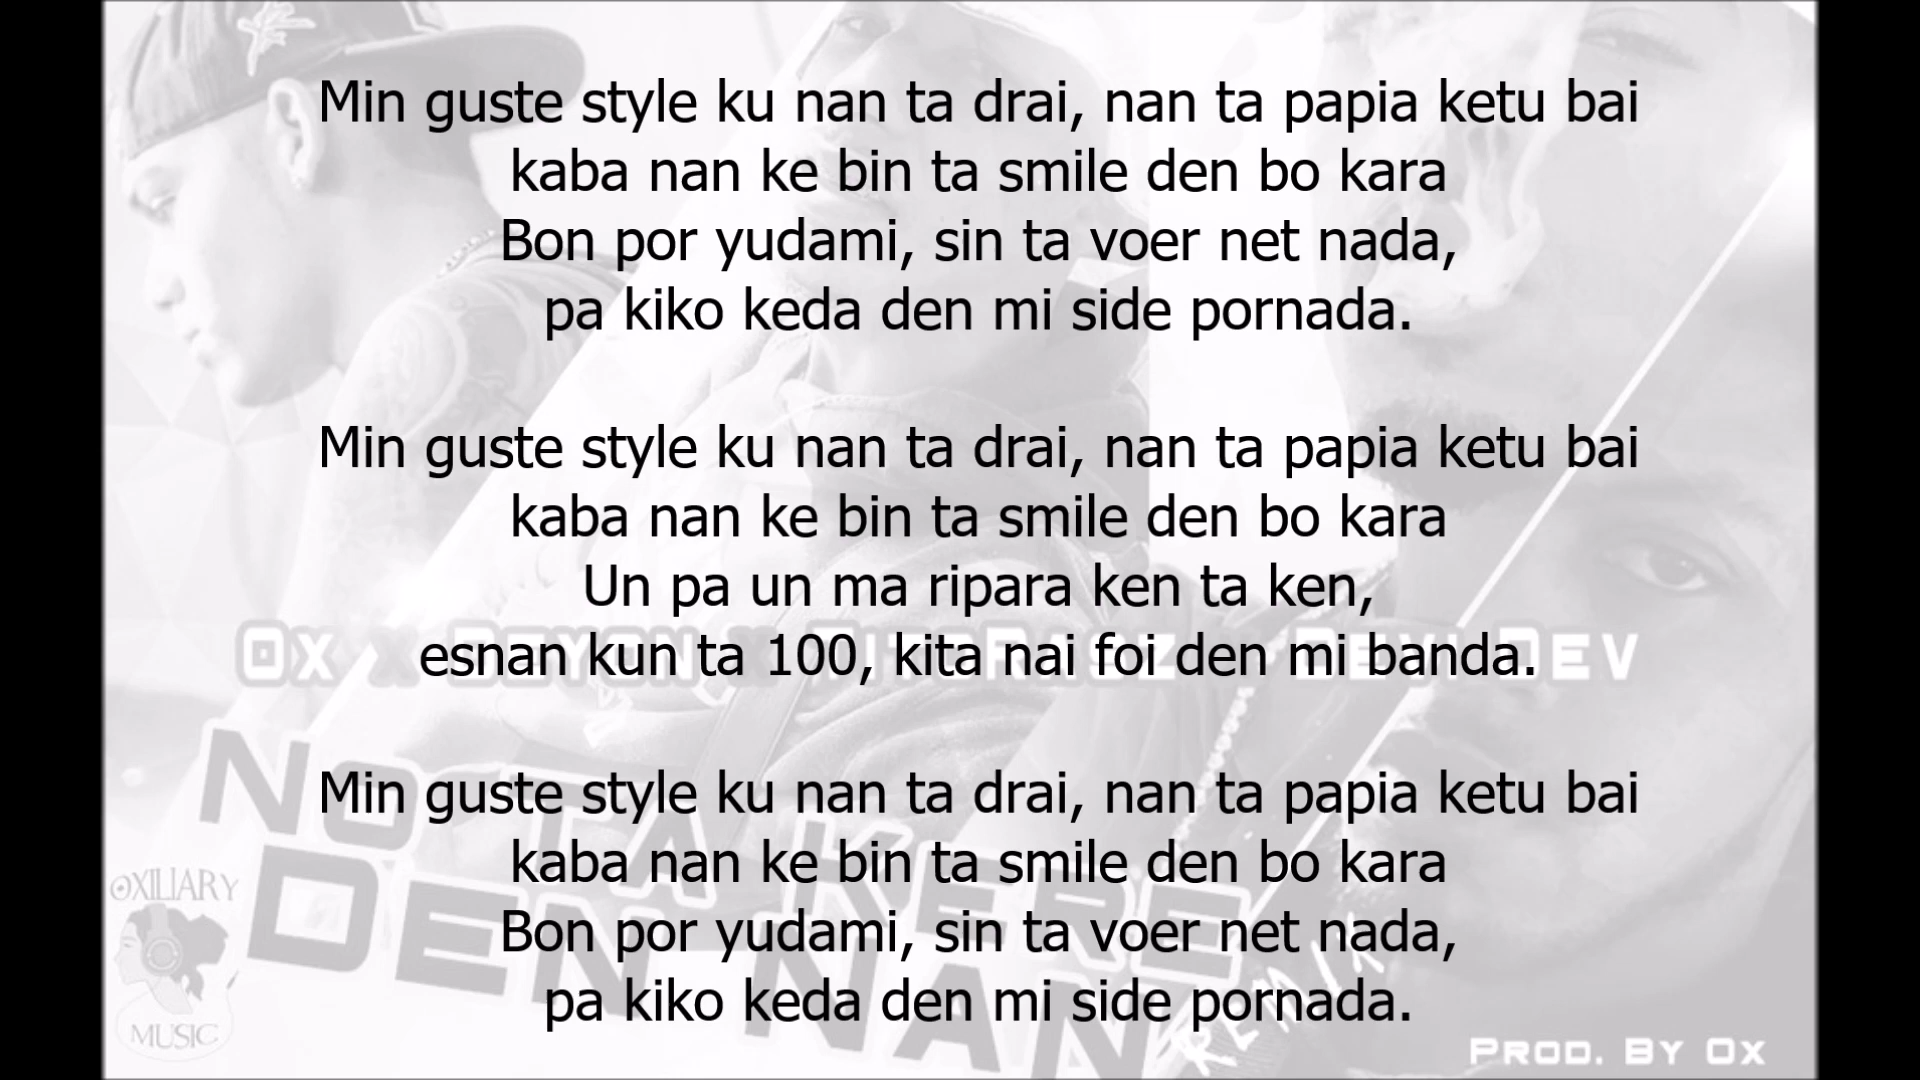 Min guste style ku nan ta drai, nan ta papia ketu bai
kaba nan ke bin ta smile den bo kara
Bon por yudami, sin ta voer net nada,
pa kiko keda den mi side pornada.
Min guste style ku nan ta drai, nan ta papia ketu bai
kaba nan ke bin ta smile den bo kara
Un pa un ma ripara ken ta ken,
esnan kun ta 100, kita nai foi den mi banda.
Min guste style ku nan ta drai, nan ta papia ketu bai
kaba nan ke bin ta smile den bo kara
Bon por yudami, sin ta voer net nada,
pa kiko keda den mi side pornada.
No Ta Kere
Den Nan
Remix
Oxiliary
Music
Prod. By Ox